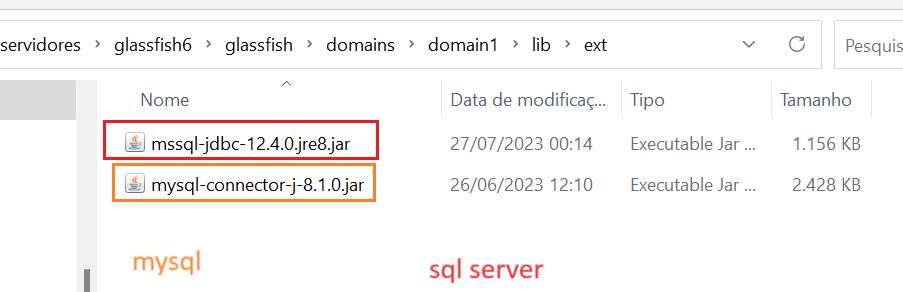 servidores > glassfish6 > glassfish > domains > domain1 > lib > ext
Pesquis
Nome Data de modificaç... Tipo Tamanho
mssql-jdbc-12.4.0.jre8.jar 27/07/2023 00:14 Executable Jar ... 1.156 KB
mysql-connector-j-8.1.0.jar 26/06/2023 12:10 Executable Jar ... 2.428 KB
mysql sql server